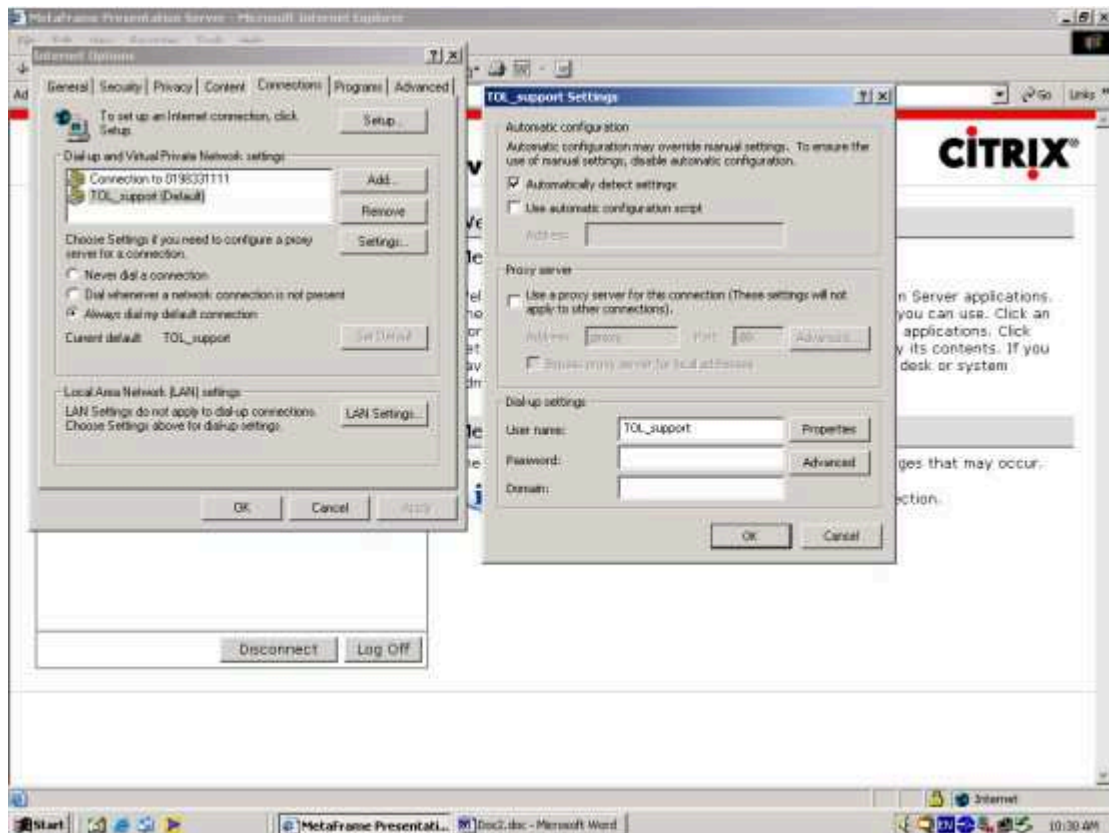 MetaFrame Presentation Server - Microsoft Internet Explorer
Internet Options
General Security Privacy Content Connections Programs Advanced
To set up an Internet connection, click
Setup.
Setup...
Dial-up and Virtual Private Network settings
Connection to 0198331111
TOL_support (Default)
Add...
Remove
Choose Settings if you need to configure a proxy
server for a connection.
Settings...
Never dial a connection
Dial whenever a network connection is not present
Always dial my default connection
Current default: TOL_support
Set Default
Local Area Network (LAN) settings
LAN Settings do not apply to dial-up connections.
Choose Settings above for dial-up settings.
LAN Settings...
OK Cancel Apply
Disconnect Log Off
TOL_support Settings
Automatic configuration
Automatic configuration may override manual settings. To ensure the
use of manual settings, disable automatic configuration.
Automatically detect settings
Use automatic configuration script
Address:
Proxy server
Use a proxy server for this connection (These settings will not
apply to other connections).
Address: proxy Port: 80 Advanced...
Bypass proxy server for local addresses
Dial-up settings
User name: TOL_support Properties
Password: Advanced
Domain:
OK Cancel
Go Links
CITRIX
n Server applications.
you can use. Click an
applications. Click
y its contents. If you
desk or system
ges that may occur.
ction.
Internet
Start MetaFrame Presentati... Doc2.doc - Microsoft Word EN 10:30 AM